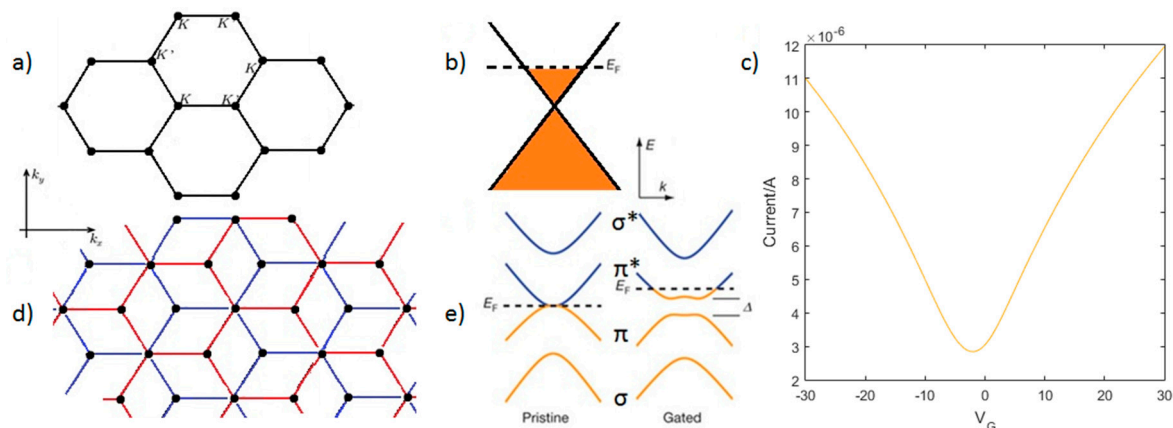 a)
K K
K'
K
K K'
k_y
k_x
b)
E_F
E
k
c)
×10^-6
12
11
10
9
8
7
6
5
4
3
2
Current/A
-30 -20 -10 0 10 20 30
V_G
d)
e)
σ*
π*
E_F
E_F
Δ
π
σ
Pristine Gated